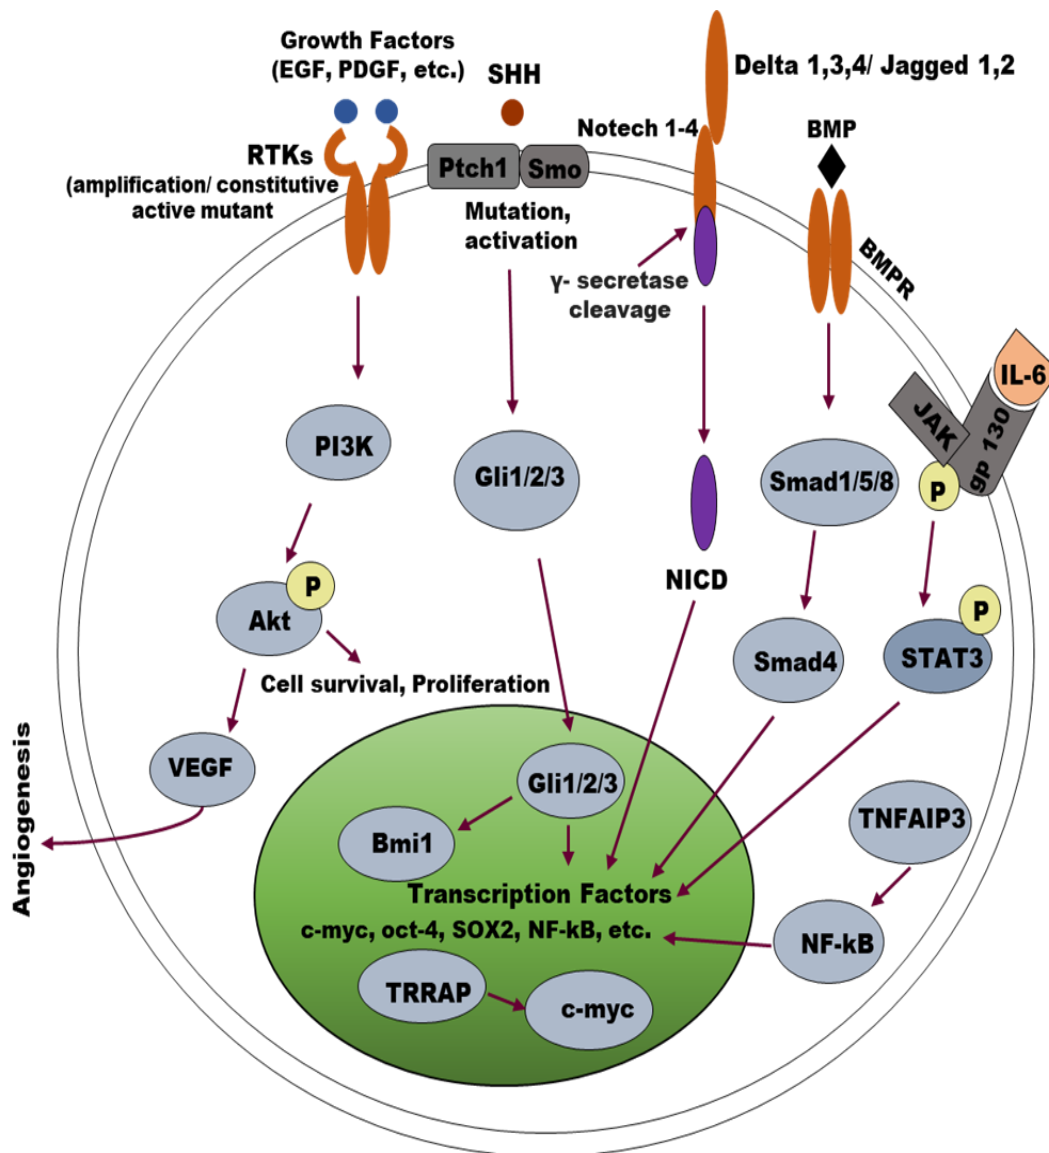 Growth Factors
(EGF, PDGF, etc.)
SHH
Delta 1,3,4/ Jagged 1,2
Notech 1-4
BMP
RTKs
(amplification/ constitutive
active mutant
Ptch1
Smo
Mutation,
activation
γ- secretase
cleavage
BMPR
IL-6
JAK
gp 130
P
PI3K
Gli1/2/3
Smad1/5/8
NICD
P
Akt
P
Smad4
STAT3
Cell survival, Proliferation
VEGF
Angiogenesis
Gli1/2/3
Bmi1
TNFAIP3
Transcription Factors
c-myc, oct-4, SOX2, NF-kB, etc.
NF-kB
TRRAP
c-myc